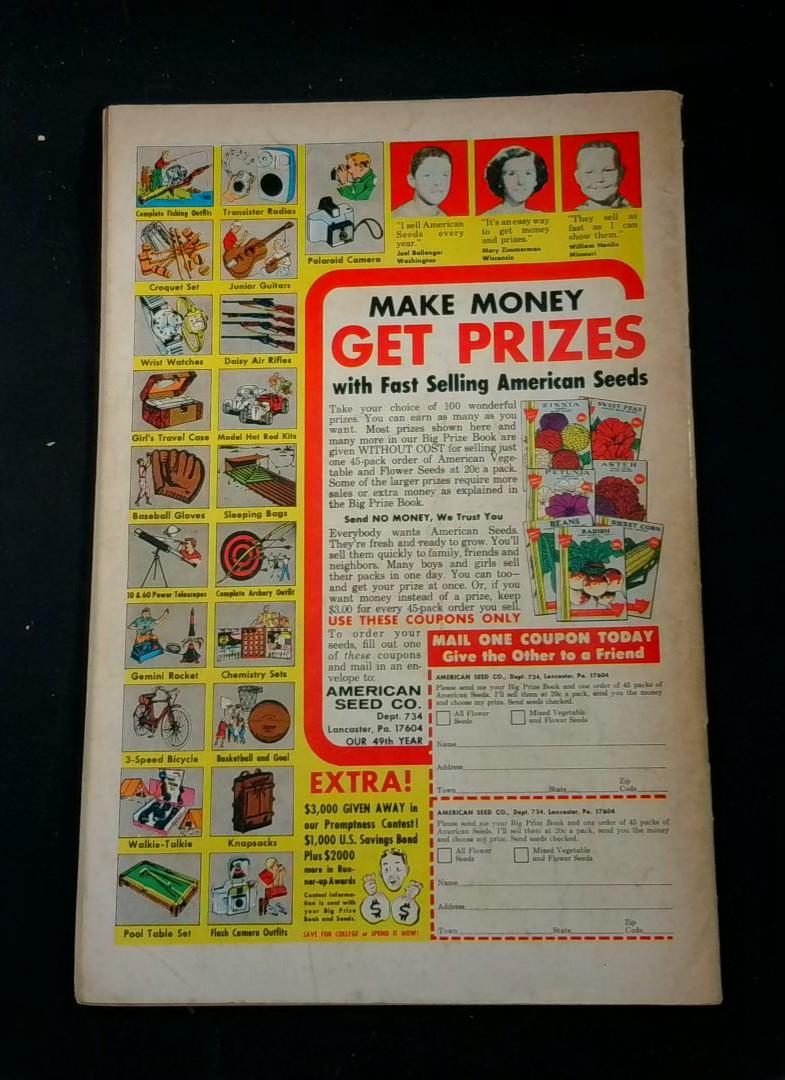 Complete Fishing Outfits
Transistor Radios
Polaroid Camera
"I sell American
Seeds every
year."
Joel Ballenger
Washington
"It's an easy way
to get money
and prizes."
Mary Zimmerman
Wisconsin
"They sell as
fast as I can
show them."
William Hamlin
Missouri
Croquet Set
Junior Guitars
Wrist Watches
Daisy Air Rifles
Girl's Travel Case
Model Hot Rod Kits
Baseball Gloves
Sleeping Bags
10 & 60 Power Telescopes
Complete Archery Outfit
Gemini Rocket
Chemistry Sets
3-Speed Bicycle
Basketball and Goal
Walkie-Talkie
Knapsacks
Pool Table Set
Flash Camera Outfits
MAKE MONEY
GET PRIZES
with Fast Selling American Seeds
Take your choice of 100 wonderful
prizes. You can earn as many as you
want. Most prizes shown here and
many more in our Big Prize Book are
given WITHOUT COST for selling just
one 45-pack order of American Vege-
table and Flower Seeds at 20c a pack.
Some of the larger prizes require more
sales or extra money as explained in
the Big Prize Book.
Send NO MONEY, We Trust You
Everybody wants American Seeds.
They're fresh and ready to grow. You'll
sell them quickly to family, friends and
neighbors. Many boys and girls sell
their packs in one day. You can too—
and get your prize at once. Or, if you
want money instead of a prize, keep
$3.00 for every 45-pack order you sell.
ZINNIA
SWEET PEAS
PETUNIA
ASTER
BEANS
RADISH
SWEET CORN
USE THESE COUPONS ONLY
To order your
seeds, fill out one
of these coupons
and mail in an en-
velope to:
AMERICAN
SEED CO.
Dept. 734
Lancaster, Pa. 17604
OUR 49th YEAR
MAIL ONE COUPON TODAY
Give the Other to a Friend
AMERICAN SEED CO., Dept. 734, Lancaster, Pa. 17604
Please send me your Big Prize Book and one order of 45 packs of
American Seeds. I'll sell them at 20c a pack, send you the money
and choose my prize. Send seeds checked.
All Flower
Seeds
Mixed Vegetable
and Flower Seeds
Name
Address
Town State Zip Code
AMERICAN SEED CO., Dept. 734, Lancaster, Pa. 17604
Please send me your Big Prize Book and one order of 45 packs of
American Seeds. I'll sell them at 20c a pack, send you the money
and choose my prize. Send seeds checked.
All Flower
Seeds
Mixed Vegetable
and Flower Seeds
Name
Address
Town State Zip Code
EXTRA!
$3,000 GIVEN AWAY in
our Promptness Contest!
$1,000 U.S. Savings Bond
Plus $2000
more in Run-
ner-up Awards
Contest informa-
tion is sent with
your Big Prize
Book and Seeds.
$ $
SAVE FOR COLLEGE or SPEND IT NOW!